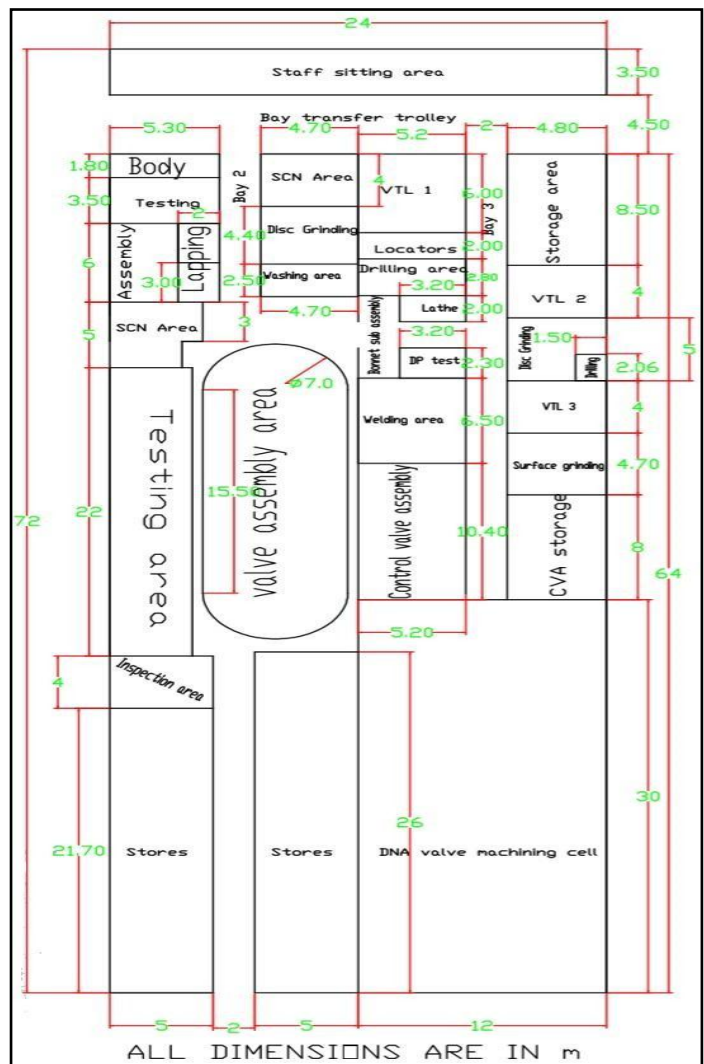 24
Staff sitting area
3.50
Bay transfer trolley
4.50
5.30
4.70
5.2
2
4.80
1.80
Body
Bay 2
SCN Area
4
VTL 1
6.00
Bay 3
Storage area
8.50
3.50
Testing
2
Assembly
Lapping
4.40
Disc Grinding
Locators
2.00
6
3.00
2.50
Washing area
Drilling area
2.80
VTL 2
4
3.20
Lathe
2.00
4.70
5
SCN Area
3
Bonnet sub assembly
3.20
DP test
2.30
Disc Grinding
1.50
Drilling
2.06
5
ø7.0
valve assembly area
15.50
Welding area
6.50
VTL 3
4
Testing area
22
Surface grinding
4.70
72
Control valve assembly
10.40
CVA storage
8
64
5.20
Inspection area
4
21.70
Stores
Stores
26
DNA valve machining cell
30
5
2
5
12
ALL DIMENSIONS ARE IN m